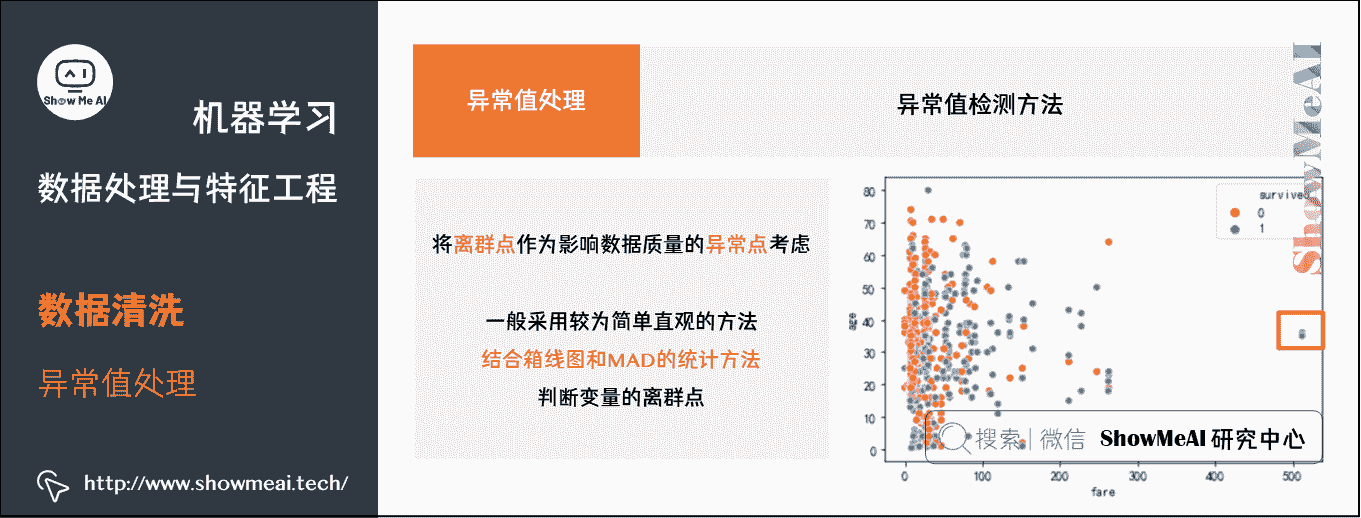 Show Me AI
机器学习
数据处理与特征工程
数据清洗
异常值处理
http://www.showmeai.tech/
异常值处理
异常值检测方法
将离群点作为影响数据质量的异常点考虑
一般采用较为简单直观的方法
结合箱线图和MAD的统计方法
判断变量的离群点
ShowMeAI
survived
0
1
age
80
70
60
50
40
30
20
10
0
0
100
200
300
400
500
fare
搜索 | 微信 ShowMeAI 研究中心